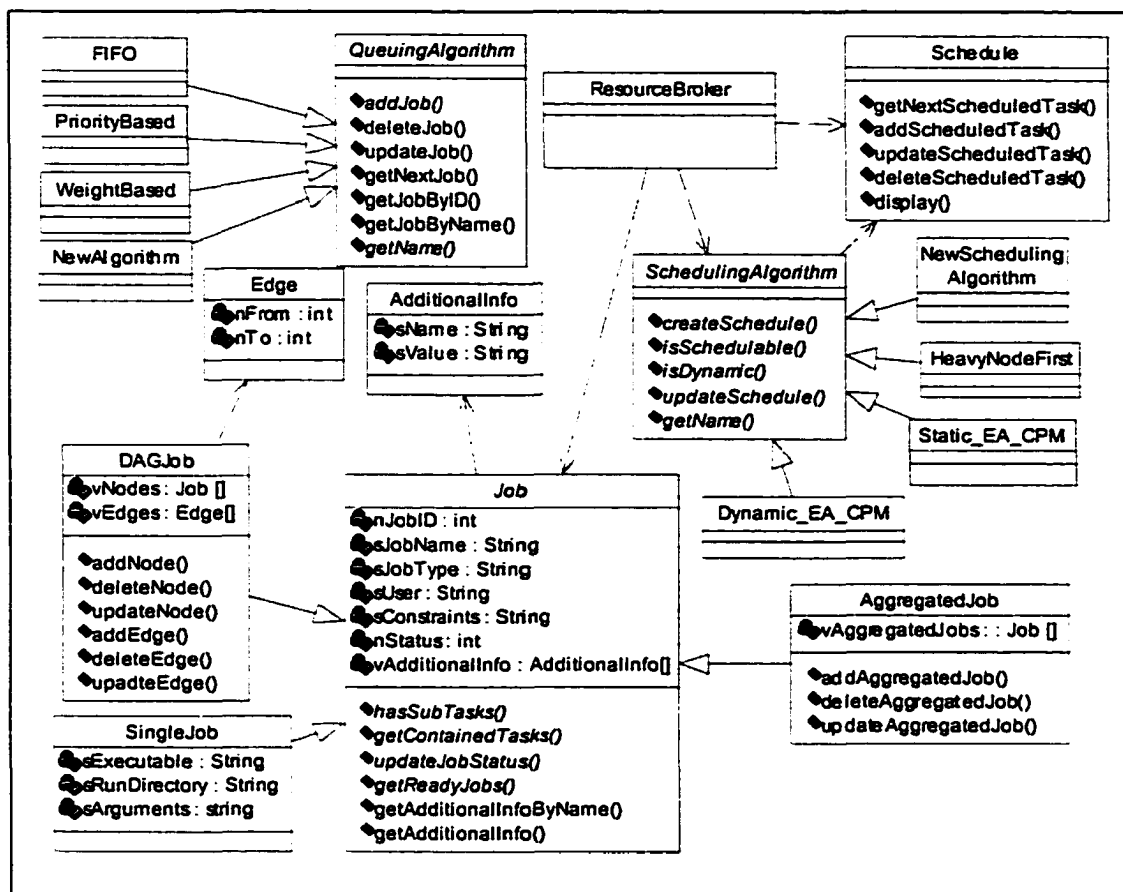 FIFO
PriorityBased
WeightBased
NewAlgorithm
QueuingAlgorithm
addJob()
deleteJob()
updateJob()
getNextJob()
getJobByID()
getJobByName()
getName()
ResourceBroker
Schedule
getNextScheduledTask()
addScheduledTask()
updateScheduledTask()
deleteScheduledTask()
display()
Edge
nFrom : int
nTo : int
AdditionalInfo
sName : String
sValue : String
SchedulingAlgorithm
createSchedule()
isSchedulable()
isDynamic()
updateSchedule()
getName()
NewScheduling
Algorithm
HeavyNodeFirst
Static_EA_CPM
Dynamic_EA_CPM
DAGJob
vNodes : Job []
vEdges : Edge[]
addNode()
deleteNode()
updateNode()
addEdge()
deleteEdge()
upadteEdge()
Job
nJobID : int
sJobName : String
sJobType : String
sUser : String
sConstraints : String
nStatus : int
vAdditionalInfo : AdditionalInfo[]
hasSubTasks()
getContainedTasks()
updateJobStatus()
getReadyJobs()
getAdditionalInfoByName()
getAdditionalInfo()
AggregatedJob
vAggregatedJobs : : Job []
addAggregatedJob()
deleteAggregatedJob()
updateAggregatedJob()
SingleJob
sExecutable : String
sRunDirectory : String
sArguments : string